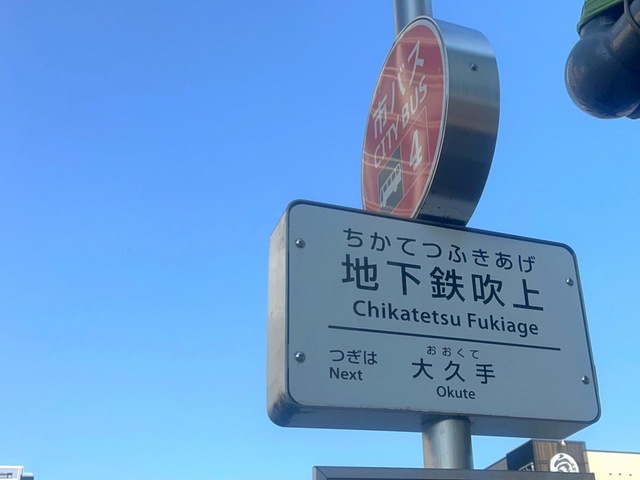 市バス
CITY BUS
4
ちかてつふきあげ
地下鉄吹上
Chikatetsu Fukiage
つぎは
Next
おおくて
大久手
Okute